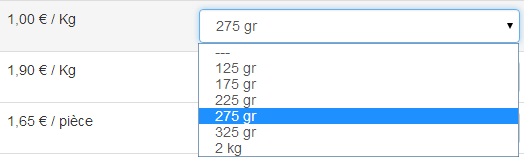 1,00 € / Kg
275 gr
---
125 gr
175 gr
1,90 € / Kg
225 gr
275 gr
1,65 € / pièce
325 gr
2 kg